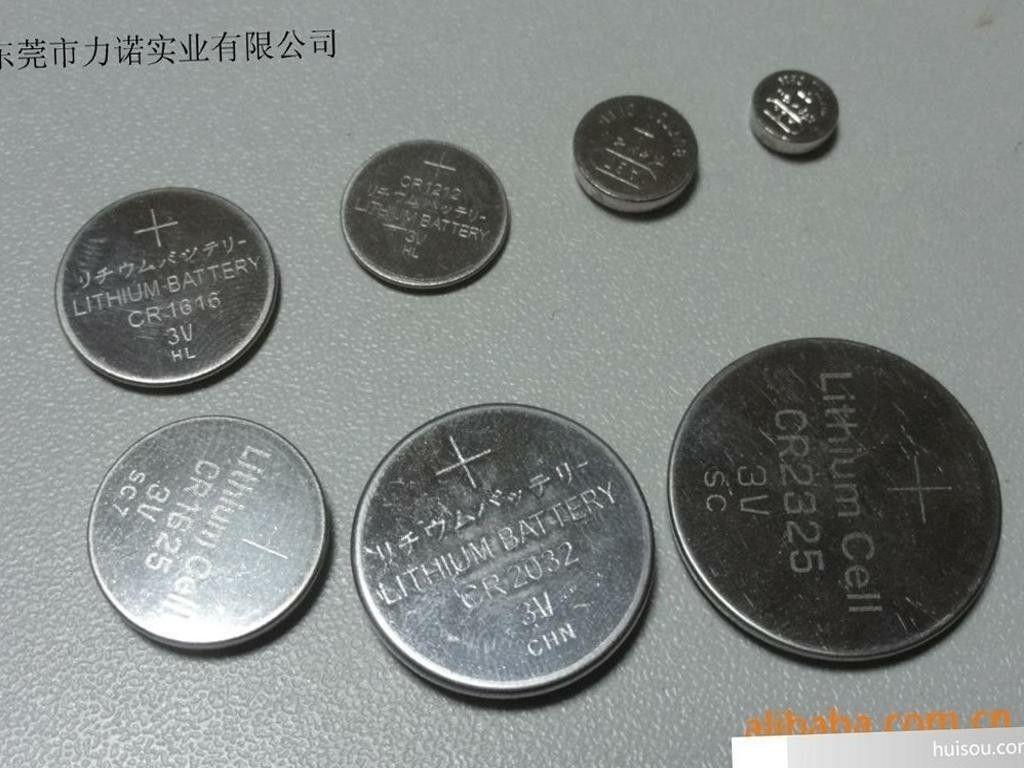 东莞市力诺实业有限公司
CR1212
リチウムバッテリー
LITHIUM BATTERY
3V
HL
リチウムバッテリー
LITHIUM BATTERY
CR1616
3V
HL
Lithium Cell
CR1625
3V
SC7
リチウムバッテリー
LITHIUM BATTERY
CR2032
3V
CHN
Lithium Cell
CR2325
3V
SC
alibaba.com.cn
huisou.com